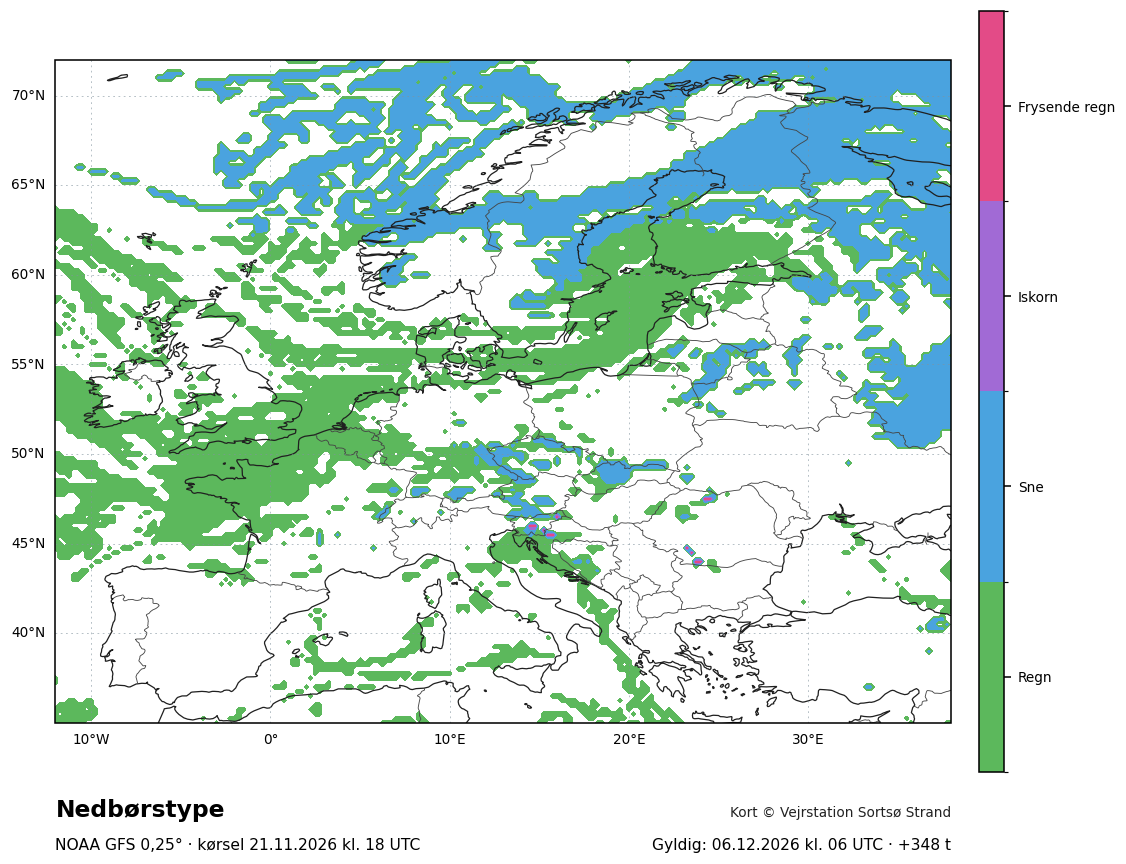 70°N
65°N
60°N
55°N
50°N
45°N
40°N
10°W
0°
10°E
20°E
30°E
Frysende regn
Iskorn
Sne
Regn
Nedbørstype
Kort © Vejrstation Sortsø Strand
NOAA GFS 0,25° · kørsel 21.11.2026 kl. 18 UTC
Gyldig: 06.12.2026 kl. 06 UTC · +348 t